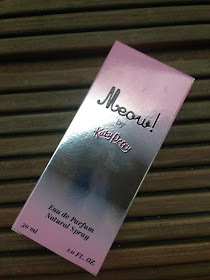 Meow!
by
Katy Perry
Eau de Parfum
Natural Spray
30 ml
1.0 FL. OZ.